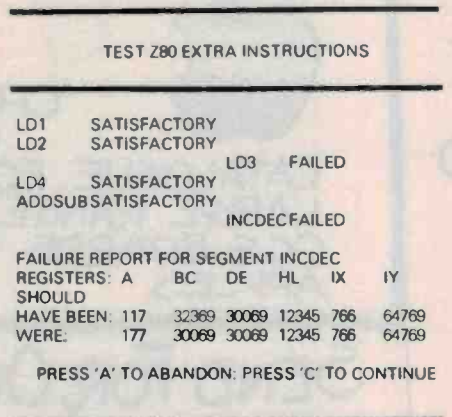 TEST Z80 EXTRA INSTRUCTIONS
LD1 SATISFACTORY
LD2 SATISFACTORY
LD3 FAILED
LD4 SATISFACTORY
ADDSUB SATISFACTORY
INCDEC FAILED
FAILURE REPORT FOR SEGMENT INCDEC
REGISTERS: A BC DE HL IX IY
SHOULD
HAVE BEEN: 117 32369 30069 12345 766 64769
WERE: 177 30069 30069 12345 766 64769
PRESS 'A' TO ABANDON: PRESS 'C' TO CONTINUE